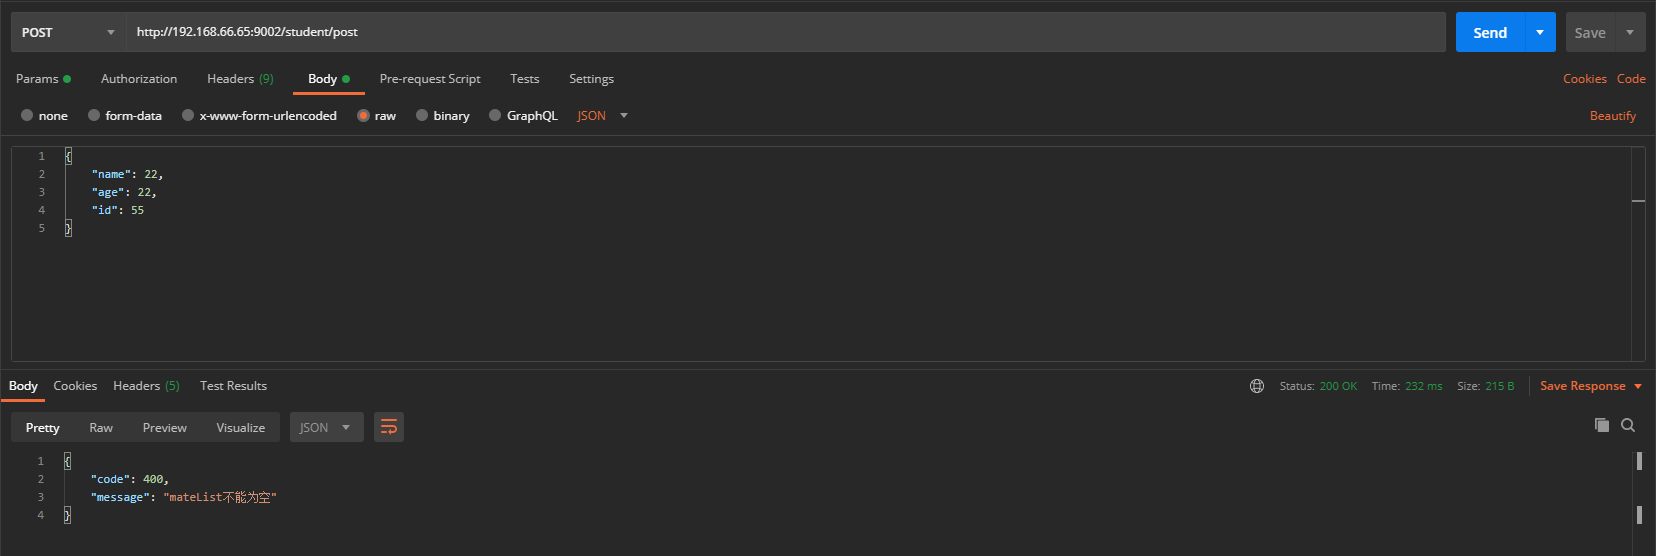 POST http://192.168.66.65:9002/student/post Send Save
Params Authorization Headers (9) Body Pre-request Script Tests Settings Cookies Code
none form-data x-www-form-urlencoded raw binary GraphQL JSON Beautify
1 {
2 "name": 22,
3 "age": 22,
4 "id": 55
5 }
Body Cookies Headers (5) Test Results Status: 200 OK Time: 232 ms Size: 215 B Save Response
Pretty Raw Preview Visualize JSON
1 {
2 "code": 400,
3 "message": "mateList不能为空"
4 }